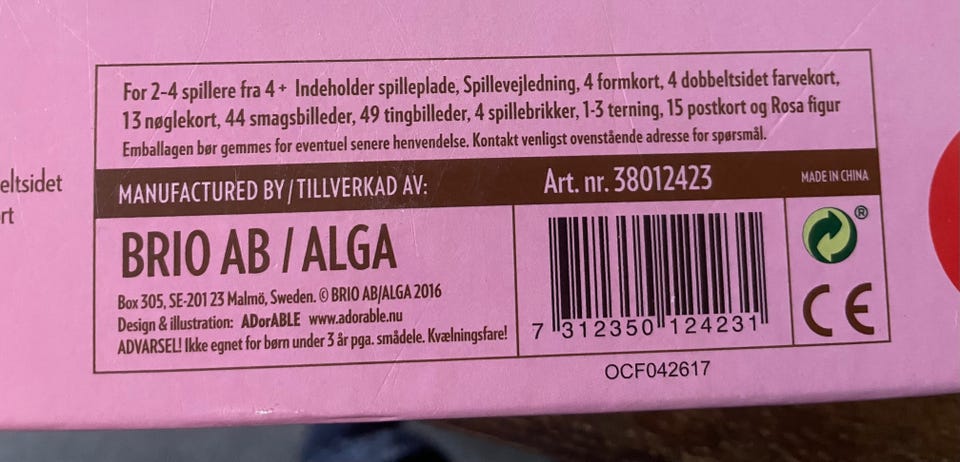 For 2-4 spillere fra 4+ Indeholder spilleplade, Spillevejledning, 4 formkort, 4 dobbeltsidet farvekort,
13 nøglekort, 44 smagsbilleder, 49 tingbilleder, 4 spillebrikker, 1-3 terning, 15 postkort og Rosa figur
Emballagen bør gemmes for eventuel senere henvendelse. Kontakt venligst ovenstående adresse for spørsmål.
eltsidet
rt
MANUFACTURED BY/TILLVERKAD AV:
Art. nr. 38012423
MADE IN CHINA
BRIO AB / ALGA
Box 305, SE-201 23 Malmö, Sweden. © BRIO AB/ALGA 2016
Design & illustration: ADorABLE www.adorable.nu
ADVARSEL! Ikke egnet for børn under 3 år pga. smådele. Kvælningsfare!
7 312350 124231
®
CE
OCF042617